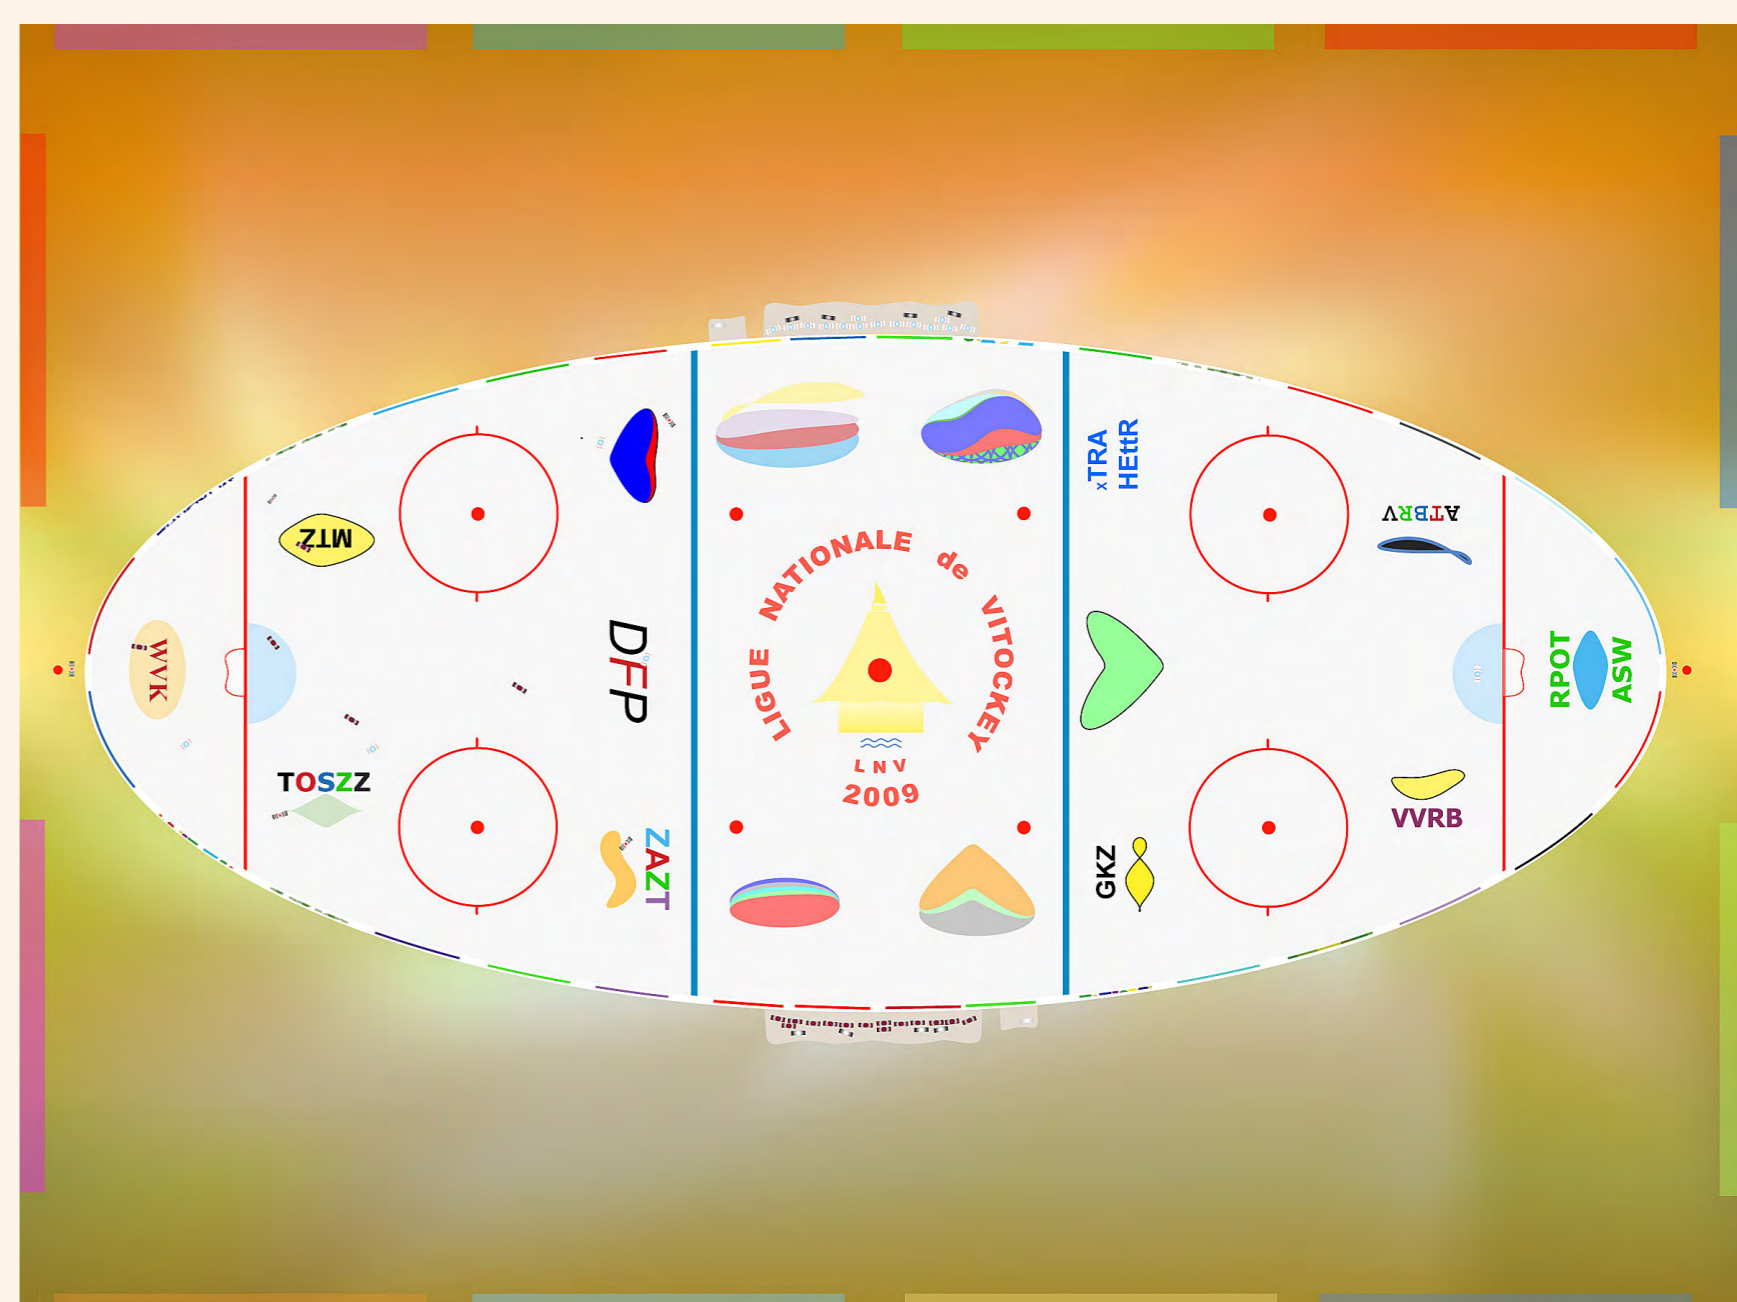 xTRA
HEttR
ATBRV
MTZ
LIGUE NATIONALE de VITOCKEY
WVK
DFP
RPOT
ASW
LNV
2009
TOSZZ
VVRB
ZAZT
GKZ